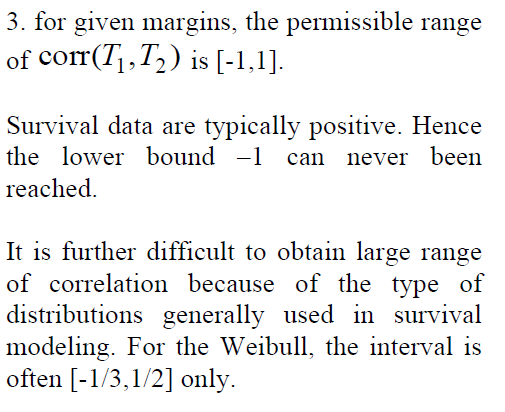 3. for given margins, the permissible range
of corr(T₁,T₂) is [-1,1].
Survival data are typically positive. Hence
the lower bound –1 can never been
reached.
It is further difficult to obtain large range
of correlation because of the type of
distributions generally used in survival
modeling. For the Weibull, the interval is
often [-1/3,1/2] only.